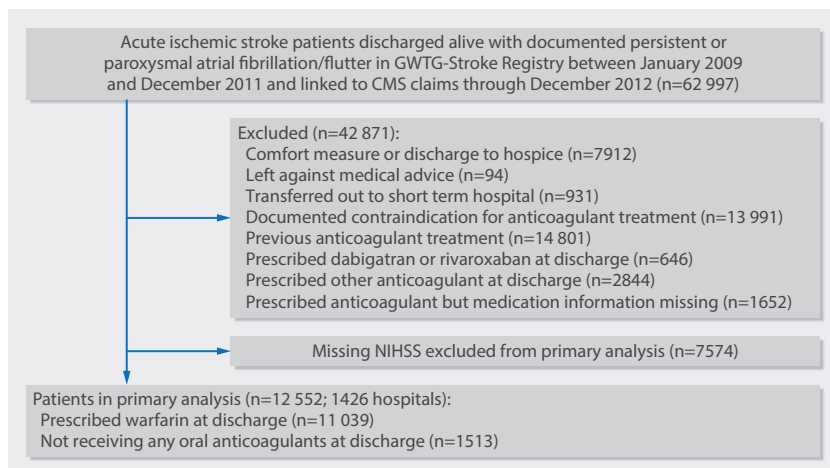 Acute ischemic stroke patients discharged alive with documented persistent or
paroxysmal atrial fibrillation/flutter in GWTG-Stroke Registry between January 2009
and December 2011 and linked to CMS claims through December 2012 (n=62 997)
Excluded (n=42 871):
Comfort measure or discharge to hospice (n=7912)
Left against medical advice (n=94)
Transferred out to short term hospital (n=931)
Documented contraindication for anticoagulant treatment (n=13 991)
Previous anticoagulant treatment (n=14 801)
Prescribed dabigatran or rivaroxaban at discharge (n=646)
Prescribed other anticoagulant at discharge (n=2844)
Prescribed anticoagulant but medication information missing (n=1652)
Missing NIHSS excluded from primary analysis (n=7574)
Patients in primary analysis (n=12 552; 1426 hospitals):
Prescribed warfarin at discharge (n=11 039)
Not receiving any oral anticoagulants at discharge (n=1513)